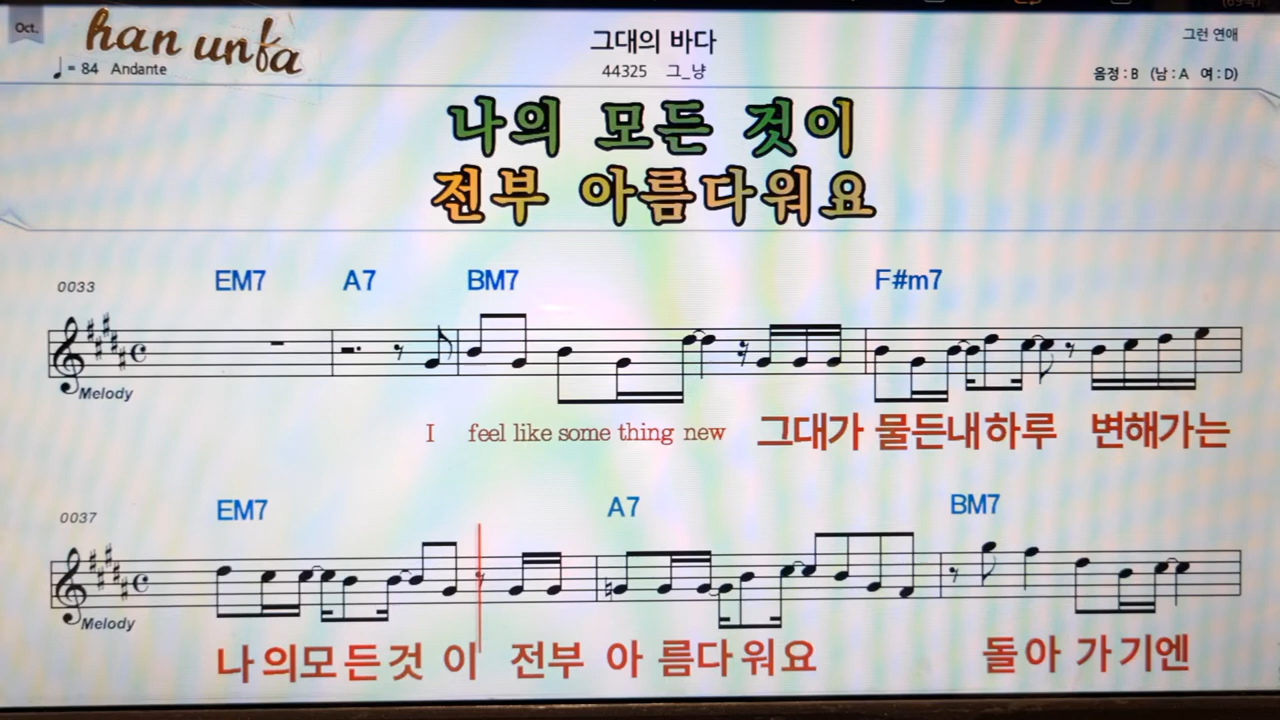 Oct.
han unfa
그대의 바다
그런 연애
♩= 84 Andante
44325 그_냥
음정 : B (남 : A 여 : D)
나의 모든 것이
전부 아름다워요
0033 EM7 A7 BM7 F#m7
Melody
I feel like some thing new 그대가 물든내하루 변해가는
0037 EM7 A7 BM7
Melody
나의모든것 이 전부 아 름다워요 돌아 가기엔